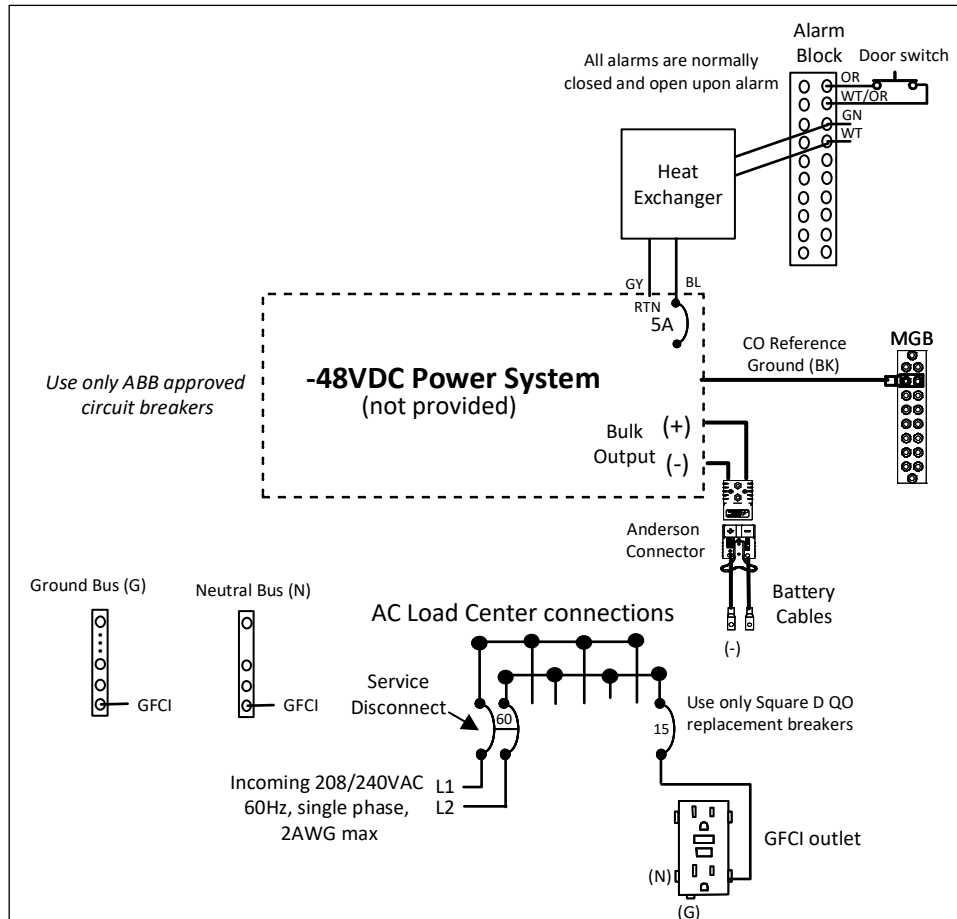 Alarm
Block
Door switch
All alarms are normally
closed and open upon alarm
OR
WT/OR
GN
WT
Heat
Exchanger
GY
BL
RTN
5A
-48VDC Power System
(not provided)
Use only ABB approved
circuit breakers
CO Reference
Ground (BK)
MGB
Bulk
Output
(+)
(-)
Anderson
Connector
+
-
Battery
Cables
(-)
Ground Bus (G)
Neutral Bus (N)
GFCI
GFCI
AC Load Center connections
Service
Disconnect
60
15
Use only Square D QO
replacement breakers
Incoming 208/240VAC
60Hz, single phase,
2AWG max
L1
L2
GFCI outlet
(N)
(G)